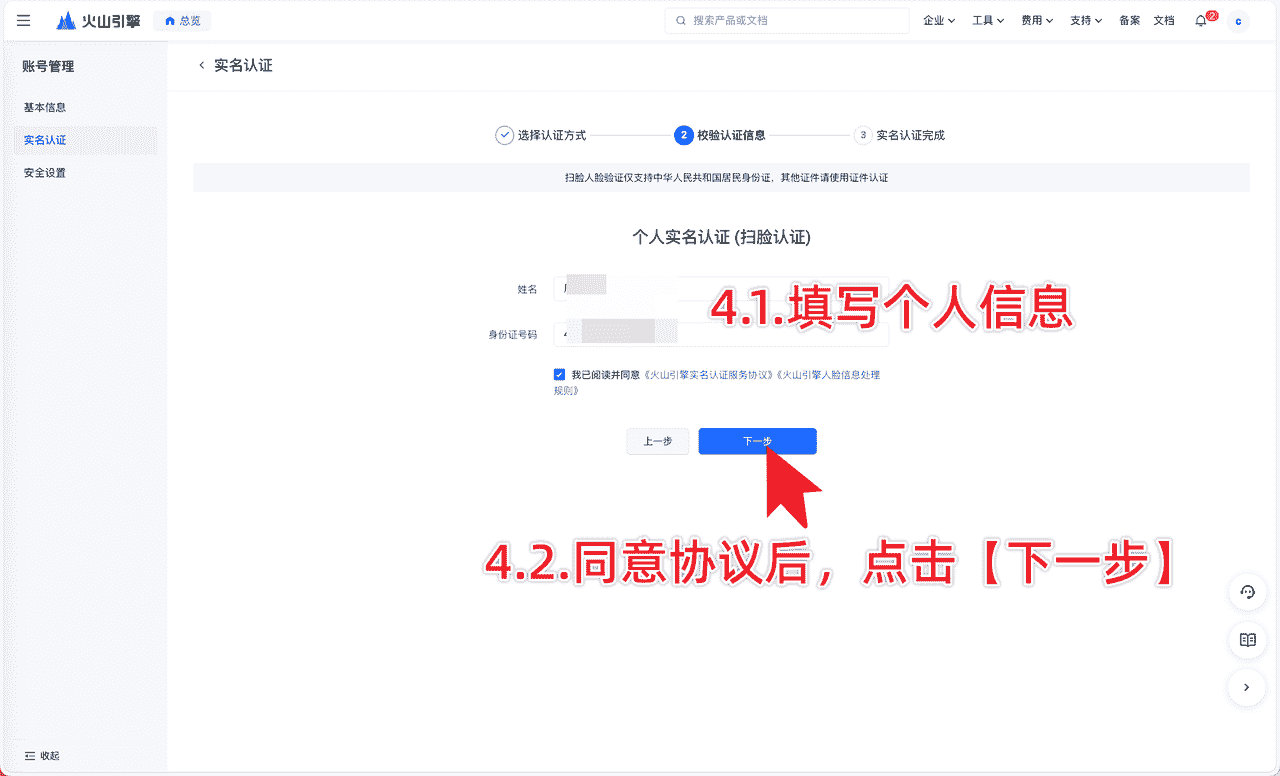 火山引擎
总览
搜索产品或文档
企业
工具
费用
支持
备案
文档
2
c
账号管理
实名认证
基本信息
实名认证
安全设置
选择认证方式
2 校验认证信息
3 实名认证完成
扫脸人脸验证仅支持中华人民共和国居民身份证，其他证件请使用证件认证
个人实名认证 (扫脸认证)
姓名
4.1.填写个人信息
身份证号码
我已阅读并同意《火山引擎实名认证服务协议》《火山引擎人脸信息处理
规则》
上一步
下一步
4.2.同意协议后，点击【下一步】
收起